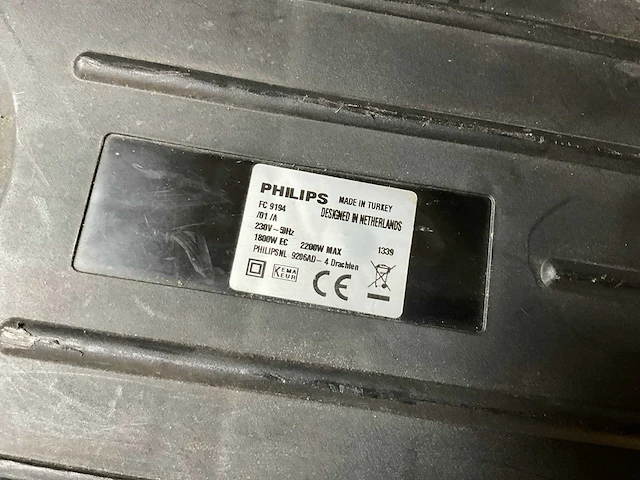 PHILIPS MADE IN TURKEY
FC 9194 DESIGNED IN NETHERLANDS
/01 /A
230V~50Hz
1800W EC 2200W MAX 1339
PHILIPSNL 9206AD-4 Drachten
KEMA CE
EUR